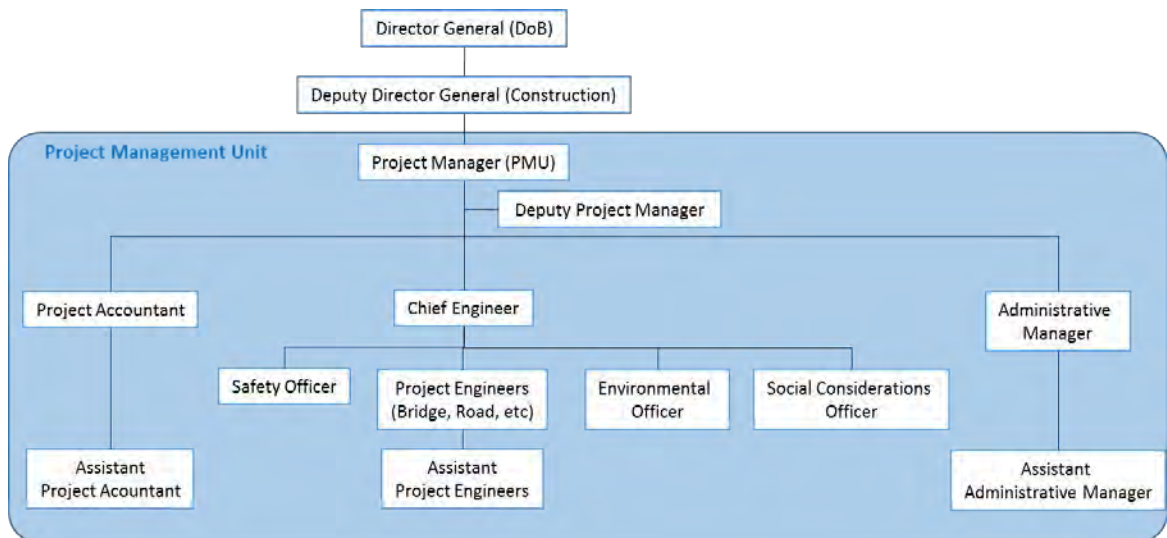 Director General (DoB)
Deputy Director General (Construction)
Project Management Unit
Project Manager (PMU)
Deputy Project Manager
Project Accountant
Chief Engineer
Administrative
Manager
Safety Officer
Project Engineers
(Bridge, Road, etc)
Environmental
Officer
Social Considerations
Officer
Assistant
Project Acountant
Assistant
Project Engineers
Assistant
Administrative Manager